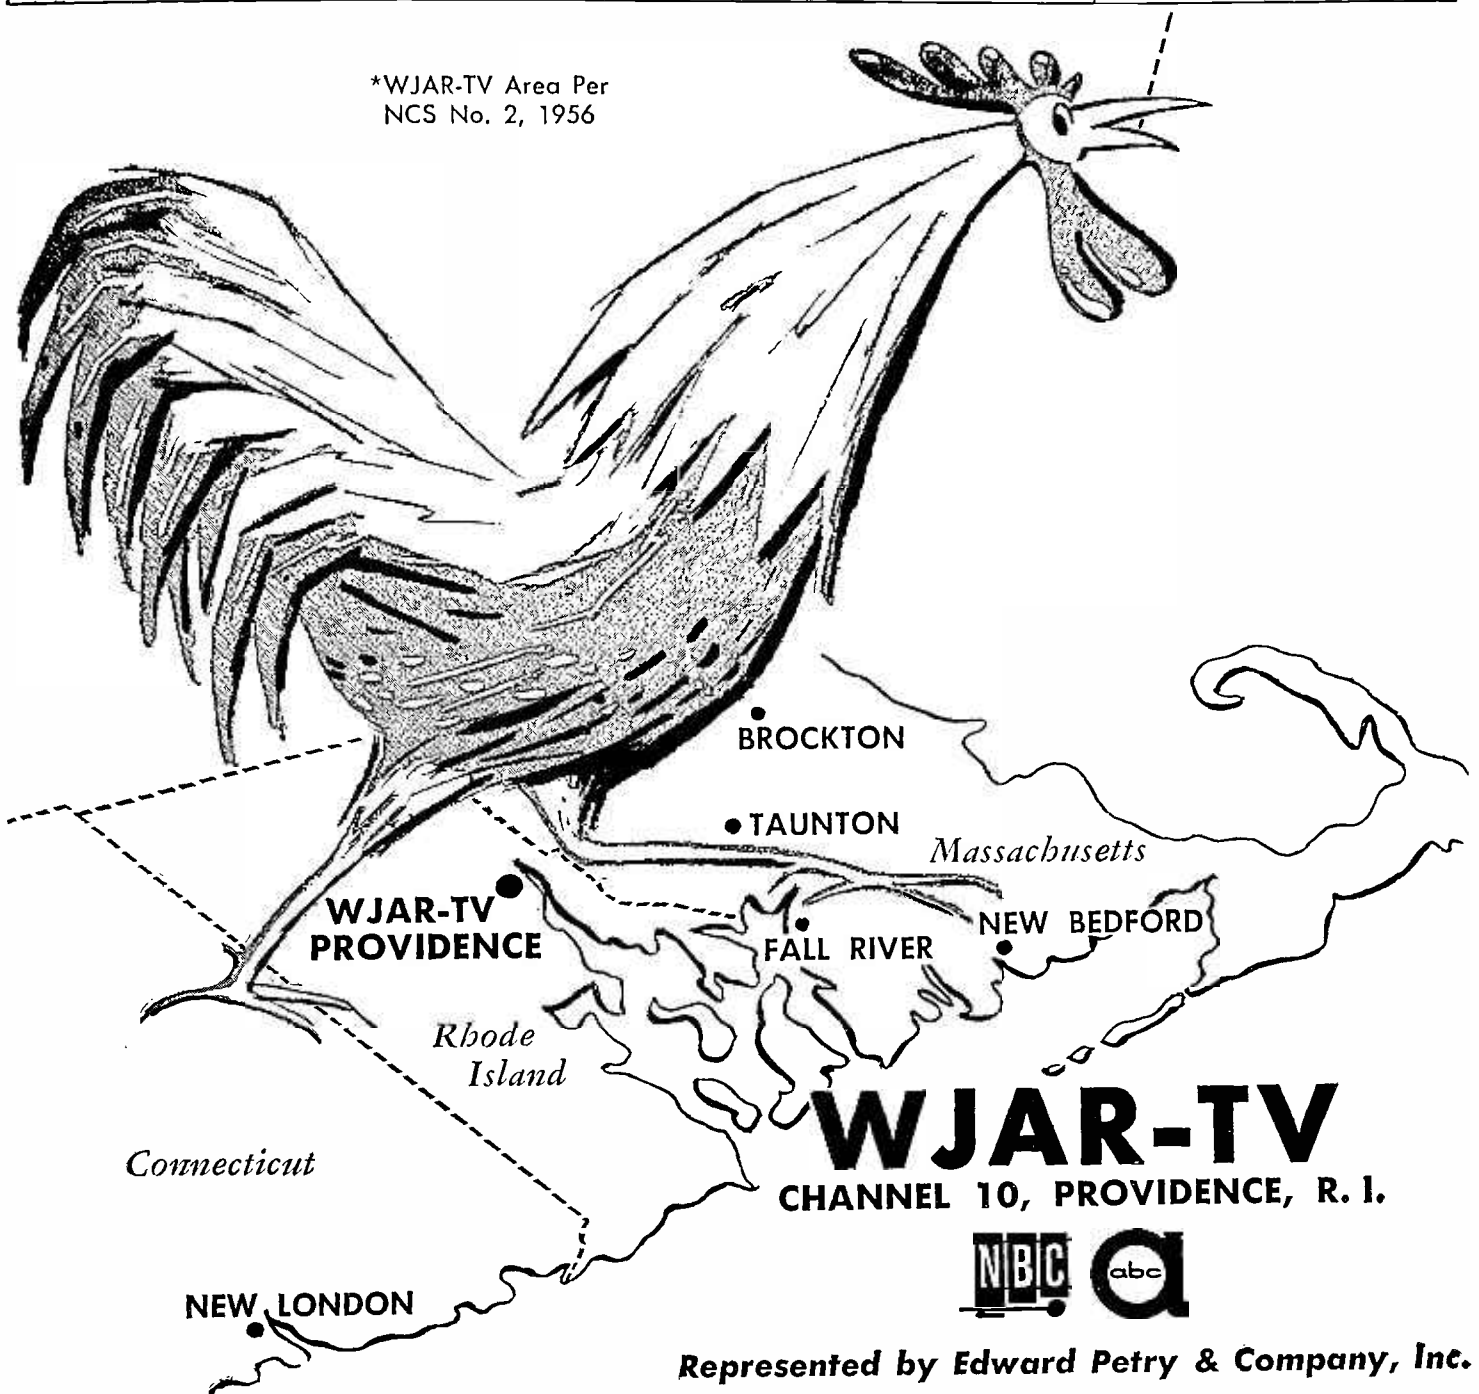 *WJAR-TV Area Per
NCS No. 2, 1956
BROCKTON
TAUNTON
Massachusetts
WJAR-TV
PROVIDENCE
NEW BEDFORD
FALL RIVER
Rhode
Island
WJAR-TV
Connecticut
CHANNEL 10, PROVIDENCE, R. I.
NBC
abc
NEW LONDON
Represented by Edward Petry & Company, Inc.